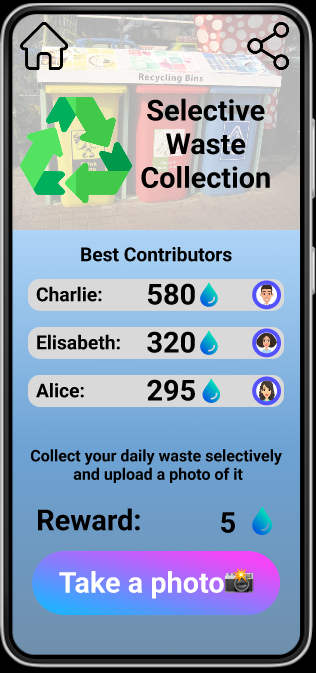 Recycling Bins
Selective
Waste
Collection
Best Contributors
Charlie: 580
Elisabeth: 320
Alice: 295
Collect your daily waste selectively
and upload a photo of it
Reward: 5
Take a photo📸